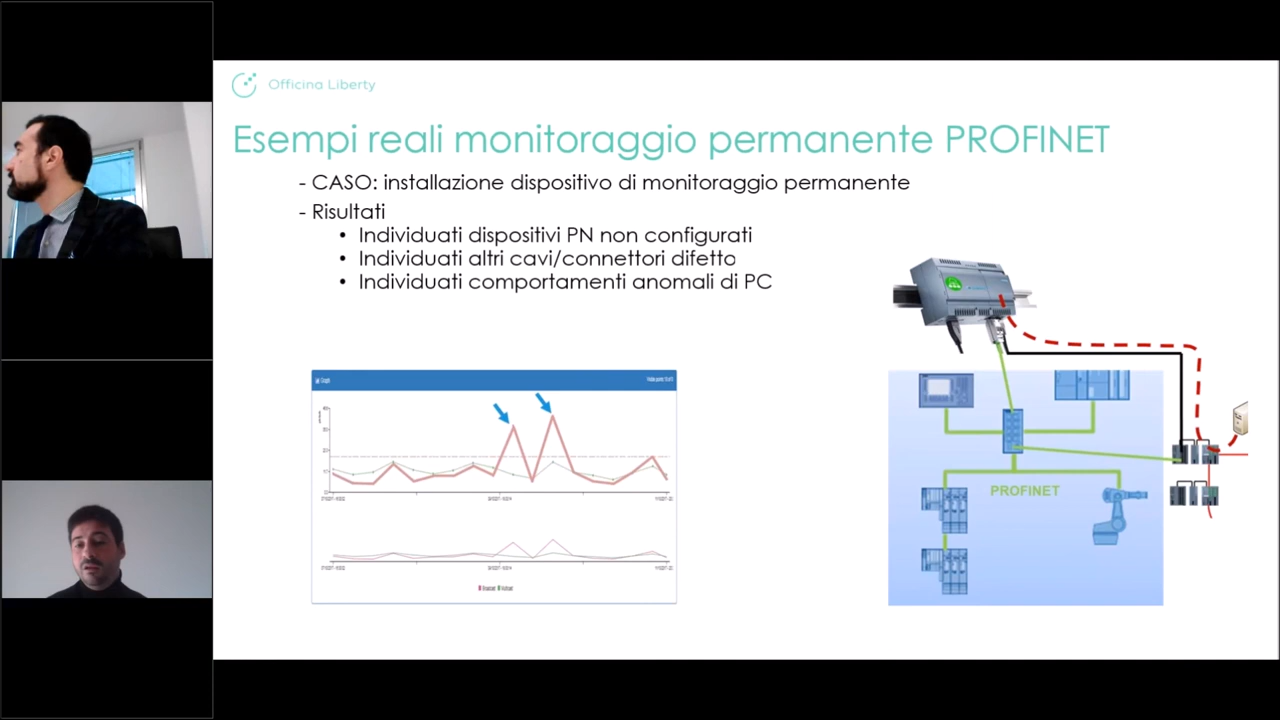 Officina Liberty
Esempi reali monitoraggio permanente PROFINET
- CASO: installazione dispositivo di monitoraggio permanente
- Risultati
• Individuati dispositivi PN non configurati
• Individuati altri cavi/connettori difetto
• Individuati comportamenti anomali di PC
Graph
PROFINET